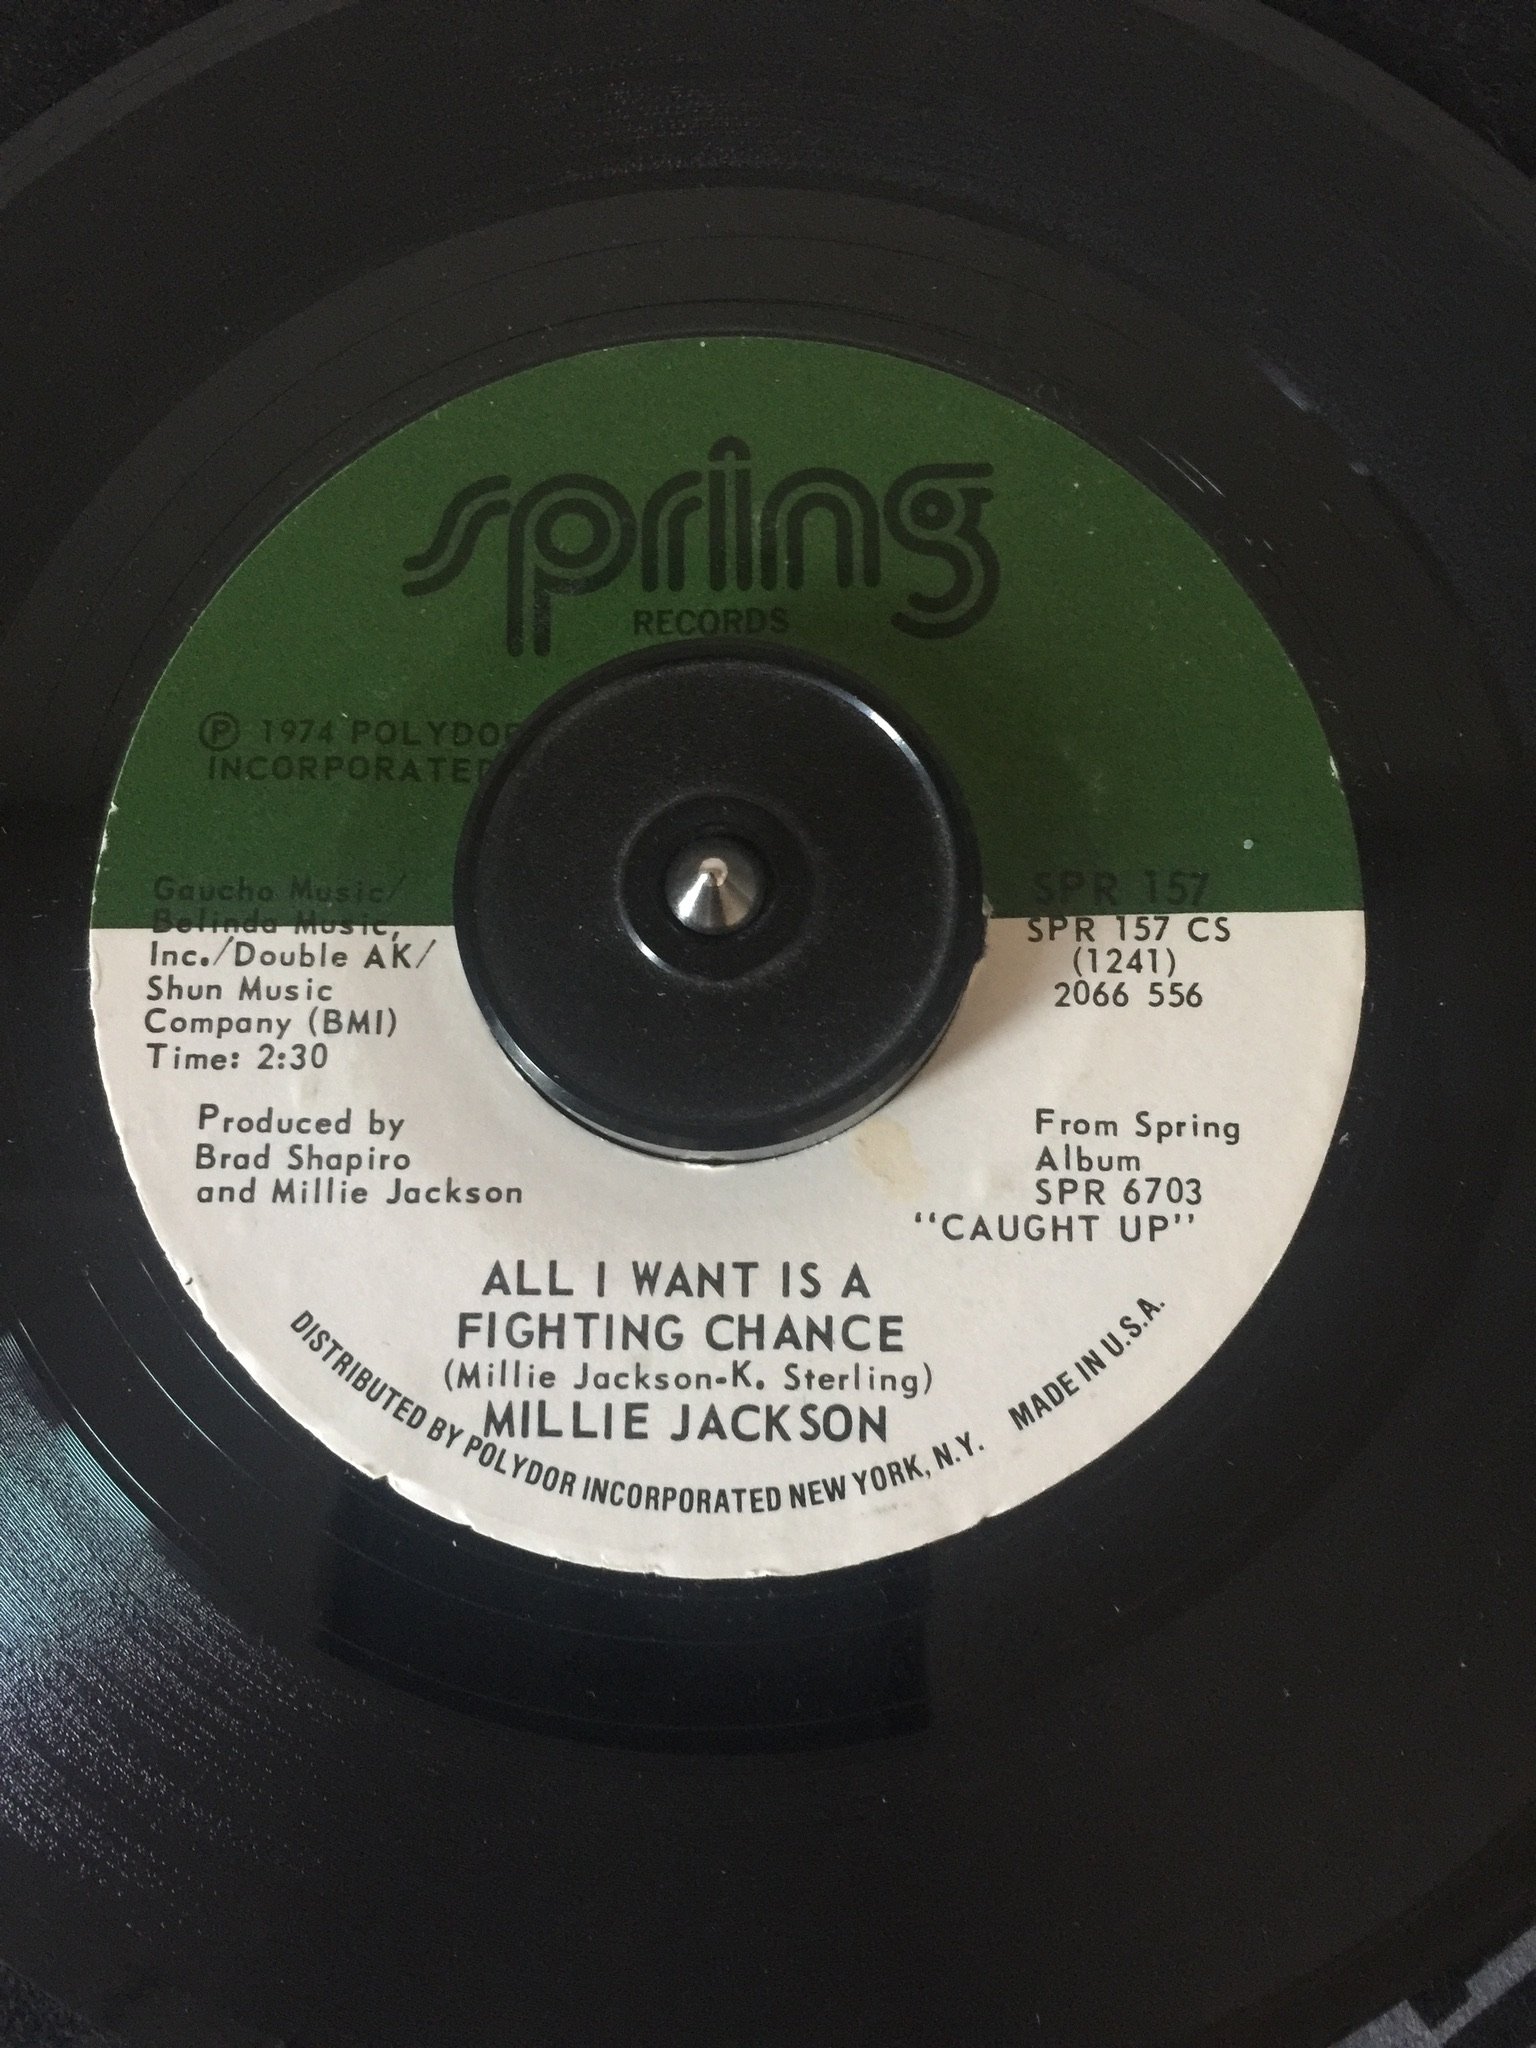 spring
RECORDS
Ⓟ 1974 POLYDOR
INCORPORATED
Gaucho Music/
Belinda Music,
Inc./Double AK/
Shun Music
Company (BMI)
Time: 2:30
SPR 157
SPR 157 CS
(1241)
2066 556
Produced by
Brad Shapiro
and Millie Jackson
From Spring
Album
SPR 6703
"CAUGHT UP"
ALL I WANT IS A
FIGHTING CHANCE
(Millie Jackson-K. Sterling)
MILLIE JACKSON
DISTRIBUTED BY POLYDOR INCORPORATED NEW YORK, N.Y. MADE IN U.S.A.